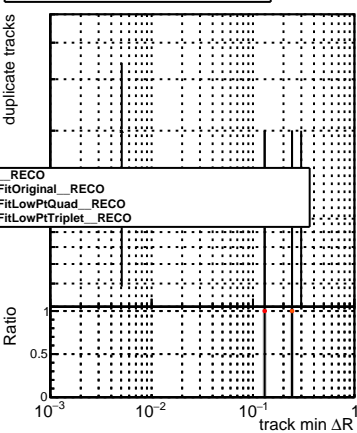 duplicate tracks
__RECO
FitOriginal__RECO
FitLowPtQuad__RECO
FitLowPtTriplet__RECO
Ratio
1
0.5
0
10−3 10−2 10−1 1
track min ΔR